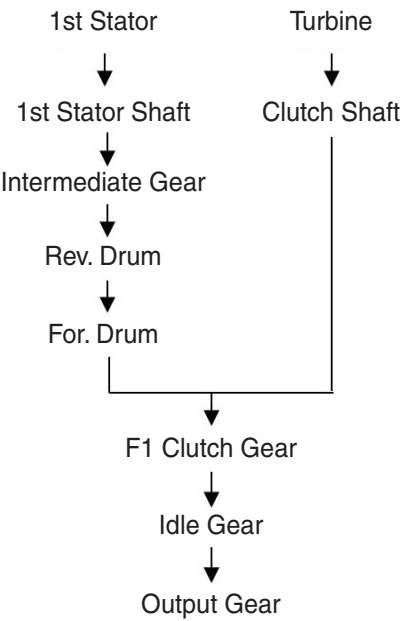 1st Stator
Turbine
1st Stator Shaft
Clutch Shaft
Intermediate Gear
Rev. Drum
For. Drum
F1 Clutch Gear
Idle Gear
Output Gear